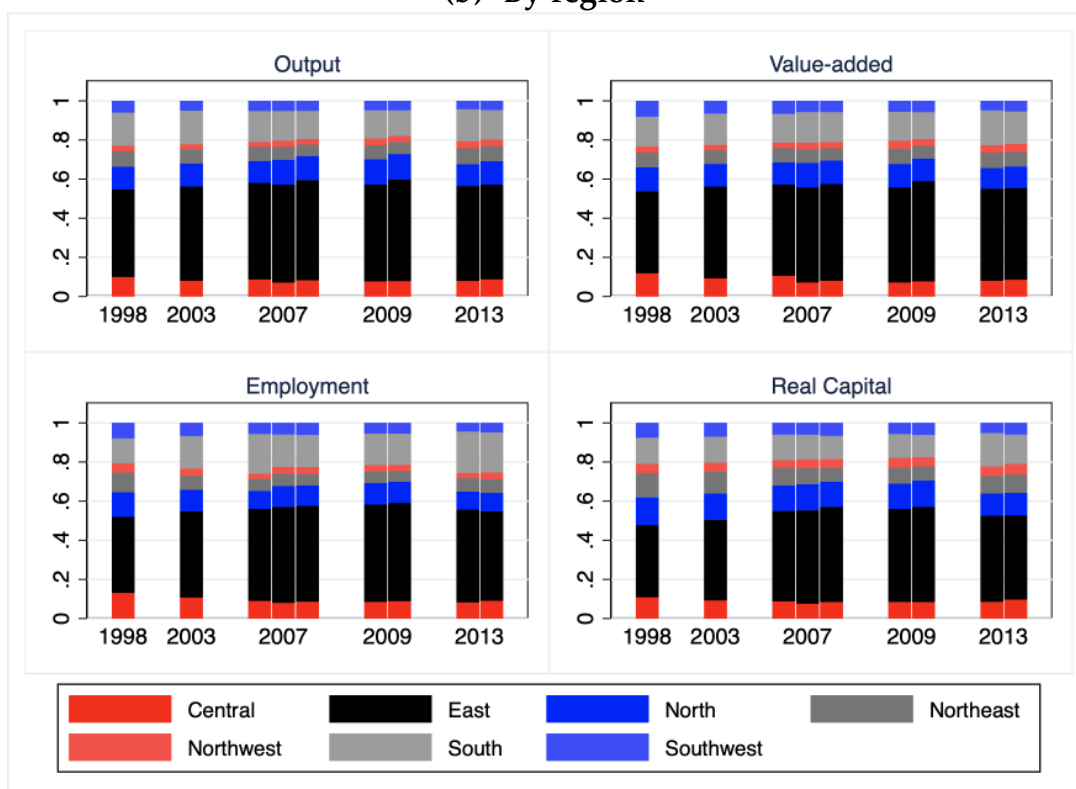 (b) By region
Output
Value-added
0 .2 .4 .6 .8 1
0 .2 .4 .6 .8 1
1998 2003 2007 2009 2013
1998 2003 2007 2009 2013
Employment
Real Capital
0 .2 .4 .6 .8 1
0 .2 .4 .6 .8 1
1998 2003 2007 2009 2013
1998 2003 2007 2009 2013
Central East North Northeast
Northwest South Southwest